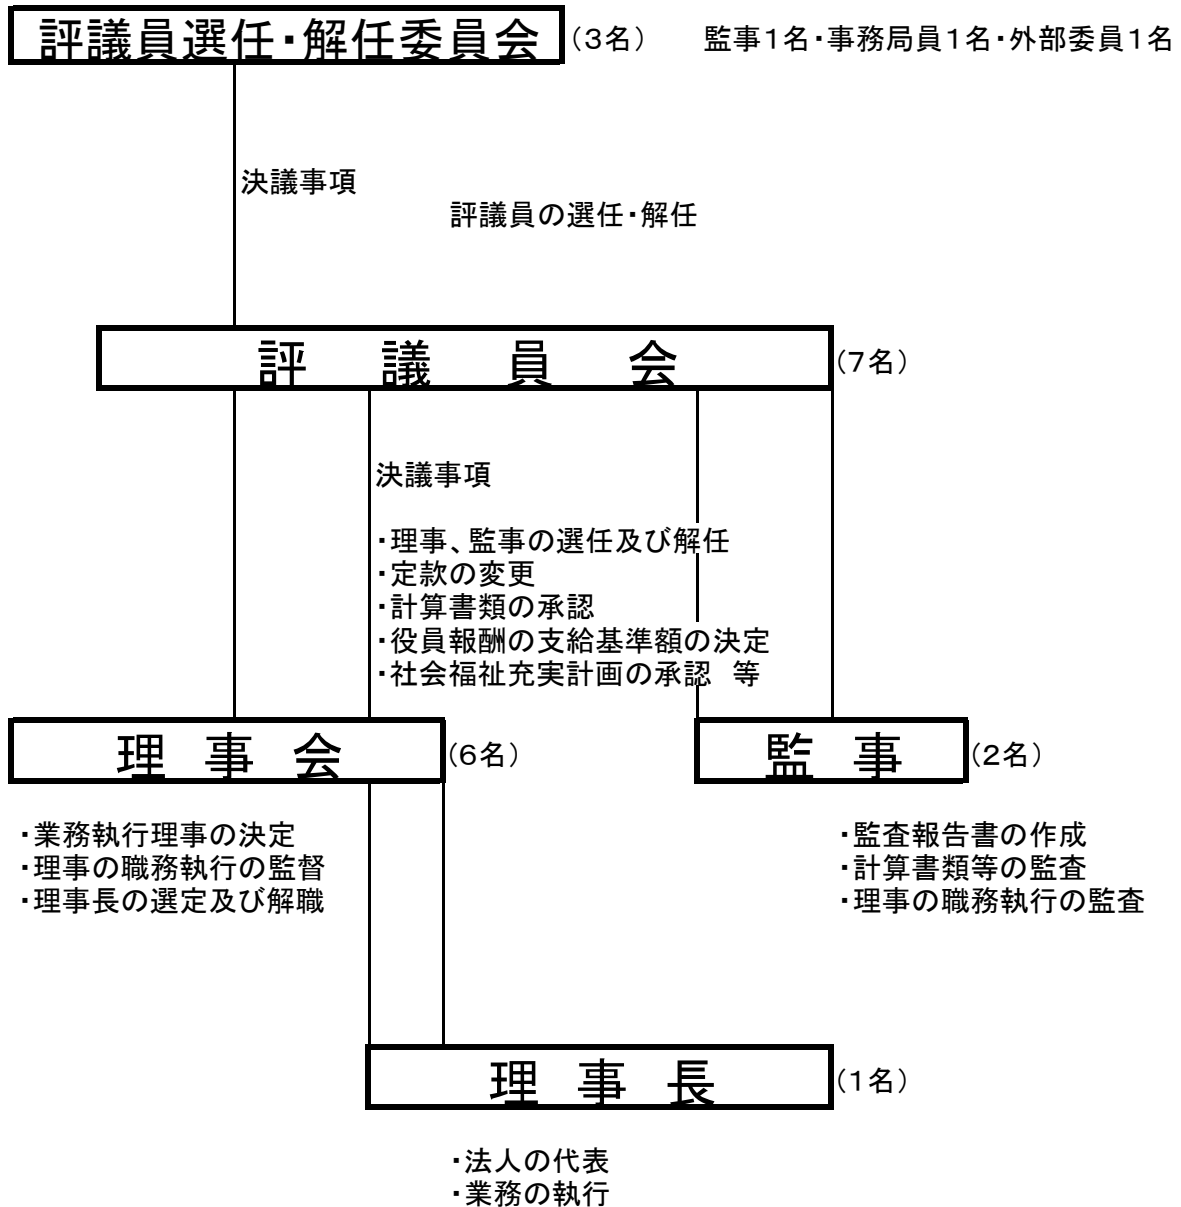 評議員選任・解任委員会 （３名） 監事１名・事務局員１名・外部委員１名
決議事項
評議員の選任・解任
評　議　員　会 （７名）
決議事項
・理事、監事の選任及び解任
・定款の変更
・計算書類の承認
・役員報酬の支給基準額の決定
・社会福祉充実計画の承認　等
理　事　会 （６名）
監　事 （２名）
・業務執行理事の決定
・理事の職務執行の監督
・理事長の選定及び解職
・監査報告書の作成
・計算書類等の監査
・理事の職務執行の監査
理　事　長 （１名）
・法人の代表
・業務の執行